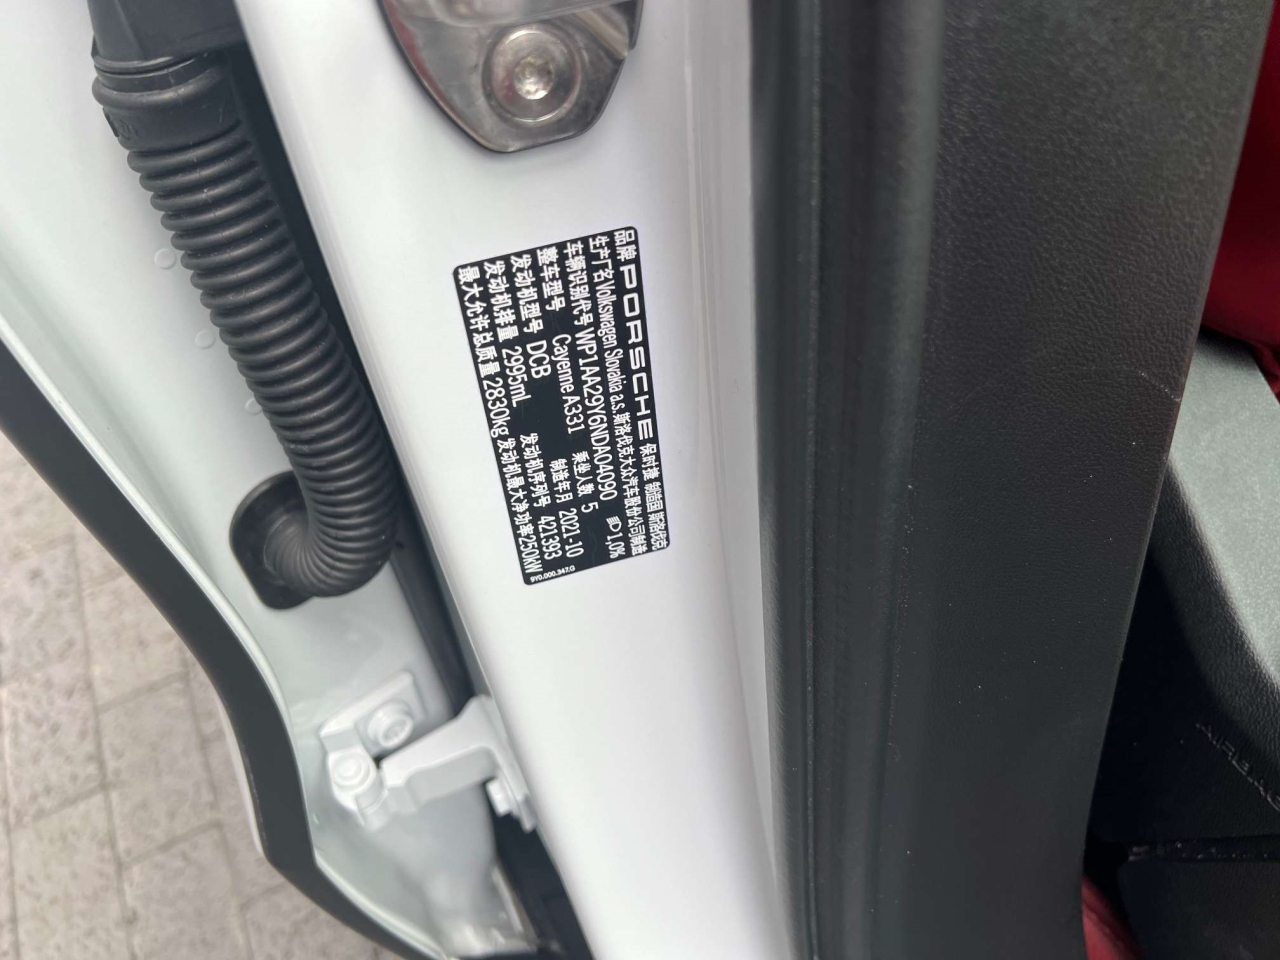 品牌 PORSCHE 保时捷 制造国 斯洛伐克
生产厂名 Volkswagen Slovakia a.s.斯洛伐克大众汽车股份公司制造
车辆识别代号 WP1AA29Y6NDA04090 1,0%
整车型号 Cayenne A331 乘坐人数 5
发动机型号 DCB 制造年月 2021-10
发动机排量 2995mL 发动机序列号 421393
最大允许总质量 2830kg 发动机最大净功率250kW
9Y0.000.347.G